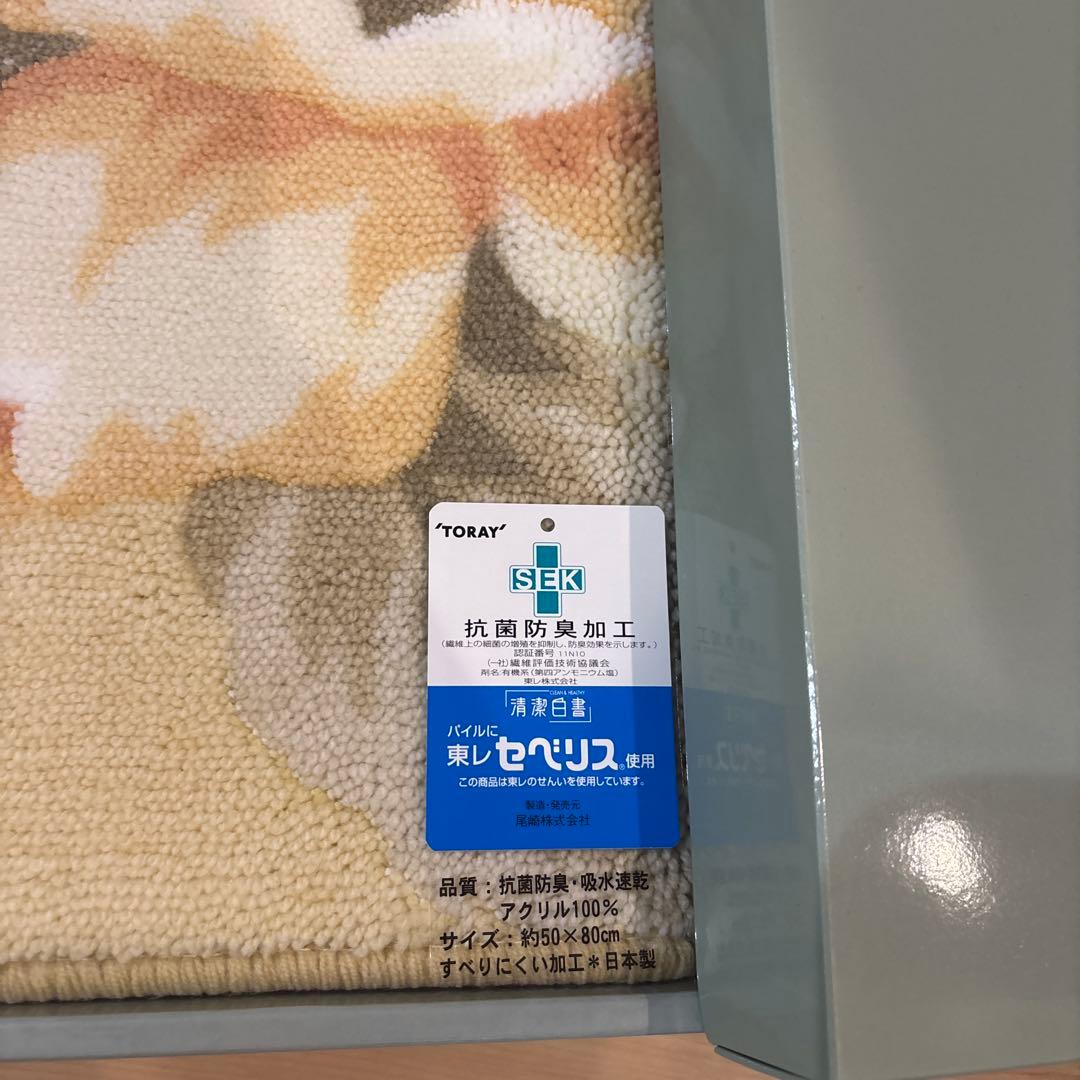 'TORAY'
SEK
抗菌防臭加工
(繊維上の細菌の増殖を抑制し、防臭効果を示します。)
認証番号 11N10
(一社)繊維評価技術協議会
剤名:有機系(第四アンモニウム塩)
東レ株式会社
CLEAN & HEALTHY
「清潔白書」
パイルに
東レセベリス®使用
この商品は東レのせんいを使用しています。
製造・発売元
尾崎株式会社
品質:抗菌防臭・吸水速乾
アクリル100%
サイズ:約50×80cm
すべりにくい加工*日本製